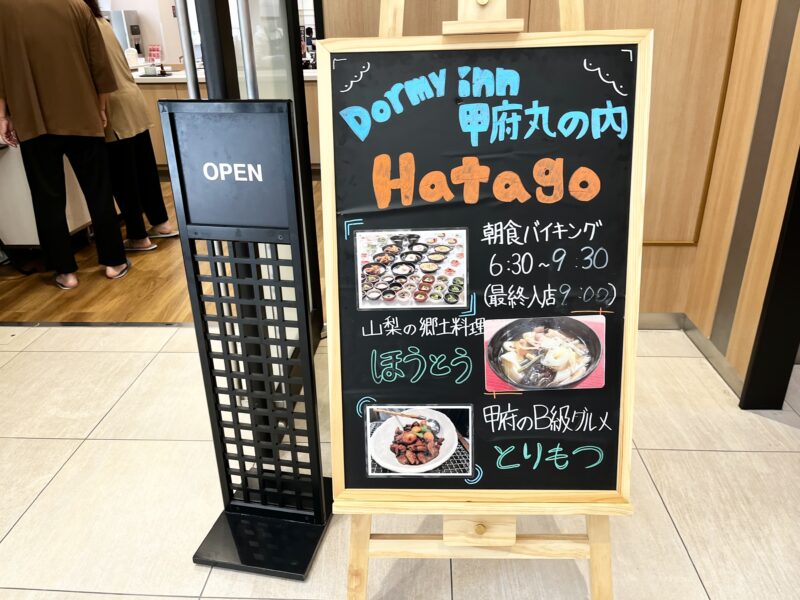 OPEN
Dormy inn
甲府丸の内
Hatago
朝食バイキング
6:30~9:30
(最終入店9:00)
山梨の郷土料理
ほうとう
甲府のB級グルメ
とりもつ